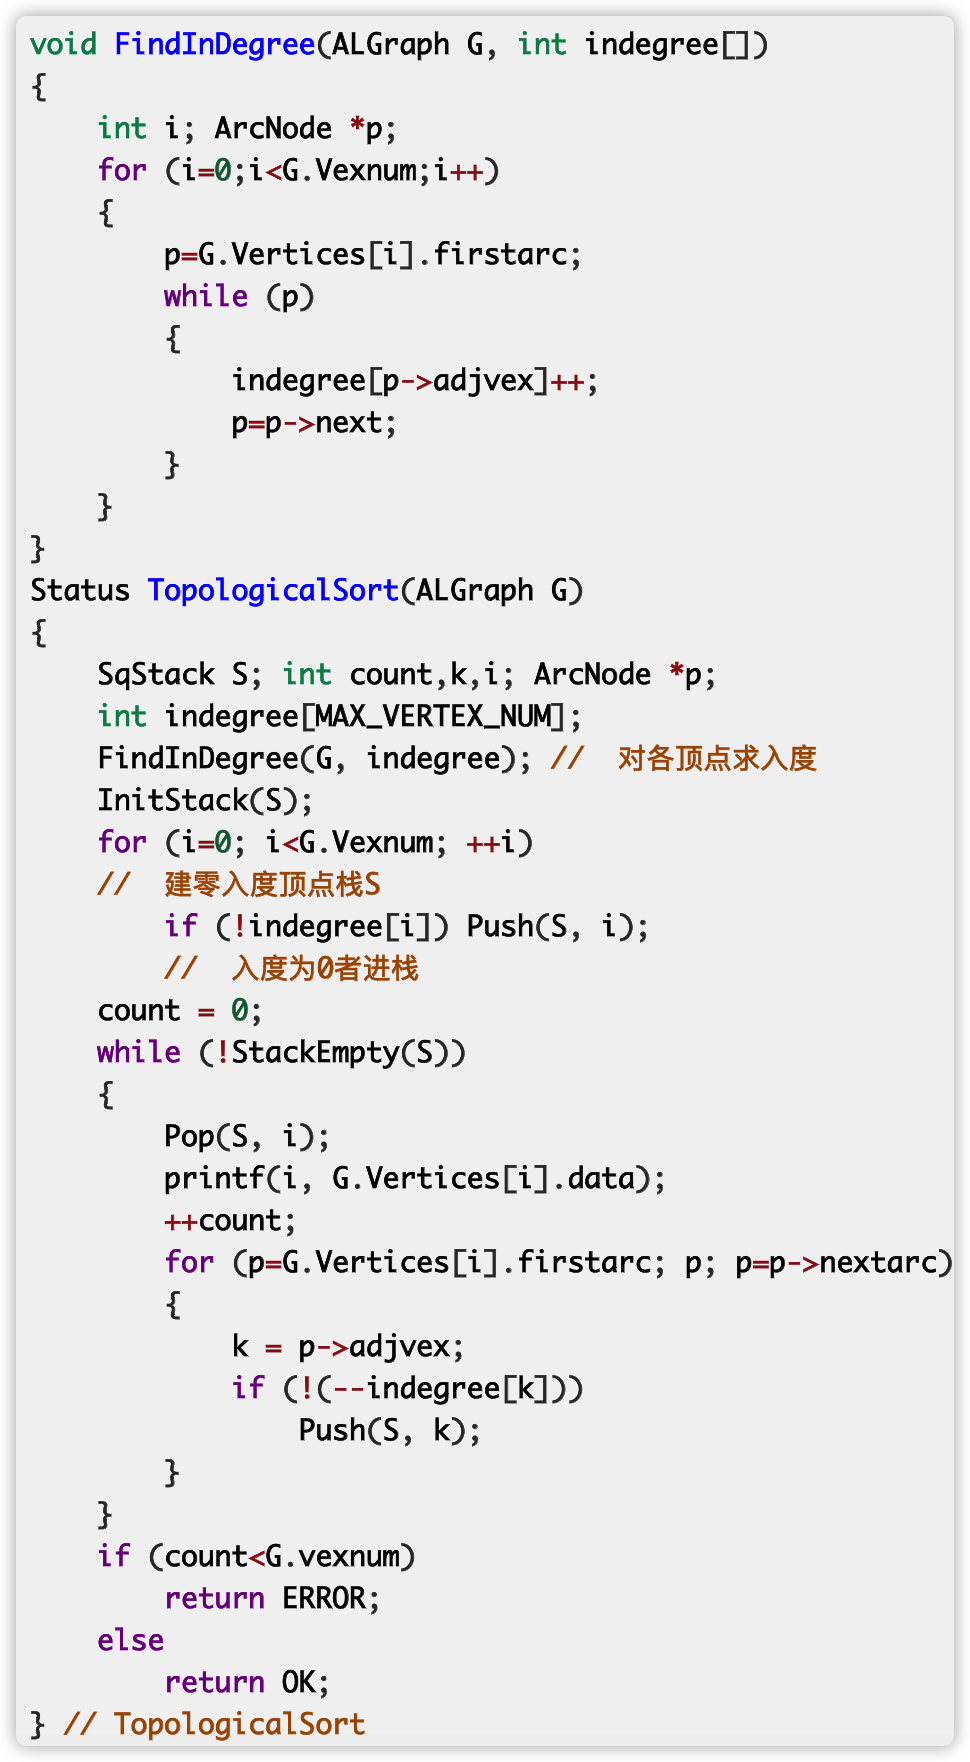 void FindInDegree(ALGraph G, int indegree[])
{
    int i; ArcNode *p;
    for (i=0;i<G.Vexnum;i++)
    {
        p=G.Vertices[i].firstarc;
        while (p)
        {
            indegree[p->adjvex]++;
            p=p->next;
        }
    }
}
Status TopologicalSort(ALGraph G)
{
    SqStack S; int count,k,i; ArcNode *p;
    int indegree[MAX_VERTEX_NUM];
    FindInDegree(G, indegree); //  对各顶点求入度
    InitStack(S);
    for (i=0; i<G.Vexnum; ++i)
    //  建零入度顶点栈S
        if (!indegree[i]) Push(S, i);
        //  入度为0者进栈
    count = 0;
    while (!StackEmpty(S))
    {
        Pop(S, i);
        printf(i, G.Vertices[i].data);
        ++count;
        for (p=G.Vertices[i].firstarc; p; p=p->nextarc)
        {
            k = p->adjvex;
            if (!(--indegree[k]))
                Push(S, k);
        }
    }
    if (count<G.vexnum)
        return ERROR;
    else
        return OK;
} // TopologicalSort